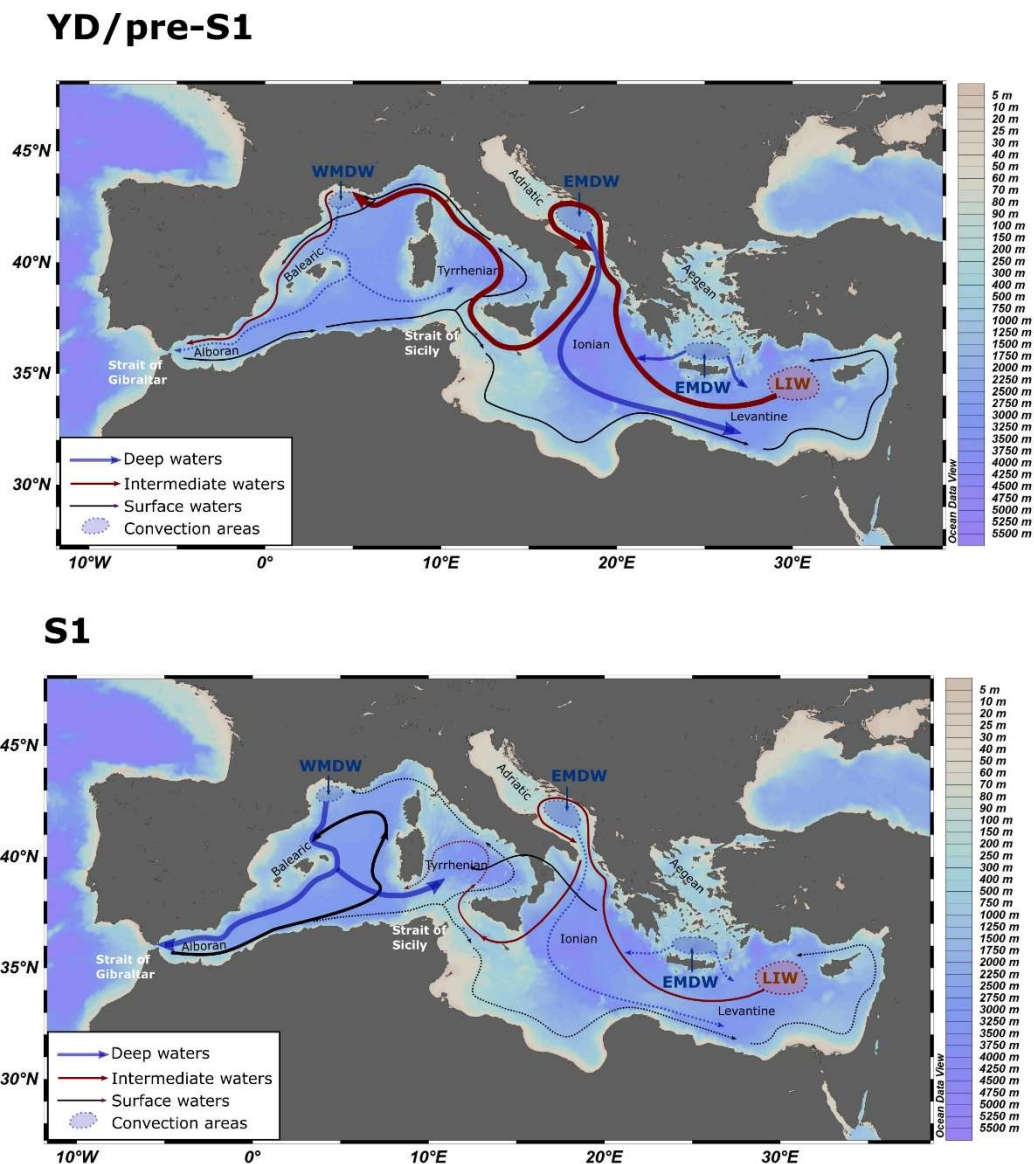 YD/pre-S1
45°N
40°N
35°N
30°N
10°W
0°
10°E
20°E
30°E
WMDW
EMDW
Adriatic
Balearic
Tyrrhenian
Aegean
Strait of
Sicily
Ionian
Alboran
Strait of
Gibraltar
EMDW
LIW
Levantine
Deep waters
Intermediate waters
Surface waters
Convection areas
Ocean Data View
5 m
10 m
20 m
25 m
30 m
40 m
50 m
60 m
70 m
80 m
90 m
100 m
150 m
200 m
250 m
300 m
400 m
500 m
750 m
1000 m
1250 m
1500 m
1750 m
2000 m
2250 m
2500 m
2750 m
3000 m
3250 m
3500 m
3750 m
4000 m
4250 m
4500 m
4750 m
5000 m
5250 m
5500 m
S1
45°N
40°N
35°N
30°N
10°W
0°
10°E
20°E
30°E
WMDW
EMDW
Adriatic
Balearic
Tyrrhenian
Aegean
Strait of
Sicily
Ionian
Alboran
Strait of
Gibraltar
EMDW
LIW
Levantine
Deep waters
Intermediate waters
Surface waters
Convection areas
Ocean Data View
5 m
10 m
20 m
25 m
30 m
40 m
50 m
60 m
70 m
80 m
90 m
100 m
150 m
200 m
250 m
300 m
400 m
500 m
750 m
1000 m
1250 m
1500 m
1750 m
2000 m
2250 m
2500 m
2750 m
3000 m
3250 m
3500 m
3750 m
4000 m
4250 m
4500 m
4750 m
5000 m
5250 m
5500 m